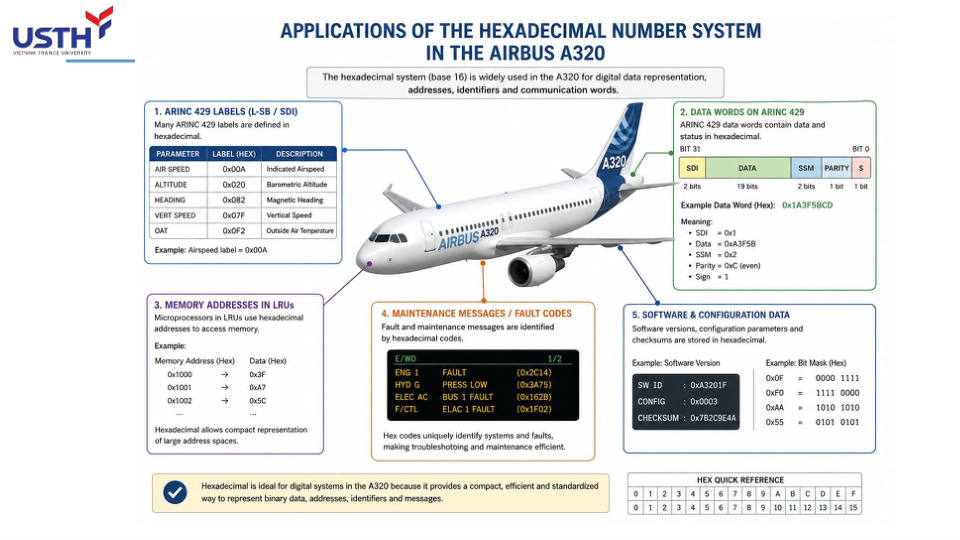 USTH
VIETNAM FRANCE UNIVERSITY
APPLICATIONS OF THE HEXADECIMAL NUMBER SYSTEM
IN THE AIRBUS A320
The hexadecimal system (base 16) is widely used in the A320 for digital data representation,
addresses, identifiers and communication words.
1. ARINC 429 LABELS (L-SB / SDI)
Many ARINC 429 labels are defined in
hexadecimal.
PARAMETER LABEL (HEX) DESCRIPTION
AIR SPEED 0x00A Indicated Airspeed
ALTITUDE 0x020 Barometric Altitude
HEADING 0x082 Magnetic Heading
VERT SPEED 0x07F Vertical Speed
OAT 0x0F2 Outside Air Temperature
Example: Airspeed label = 0x00A
A320
AIRBUS A320
2. DATA WORDS ON ARINC 429
ARINC 429 data words contain data and
status in hexadecimal.
BIT 31 BIT 0
SDI DATA SSM PARITY S
2 bits 19 bits 2 bits 1 bit 1 bit
Example Data Word (Hex): 0x1A3F5BCD
Meaning:
• SDI = 0x1
• Data = 0xA3F5B
• SSM = 0x2
• Parity = 0xC (even)
• Sign = 1
3. MEMORY ADDRESSES IN LRUs
Microprocessors in LRUs use hexadecimal
addresses to access memory.
Example:
Memory Address (Hex) Data (Hex)
0x1000 → 0x3F
0x1001 → 0xA7
0x1002 → 0x5C
... ...
Hexadecimal allows compact representation
of large address spaces.
4. MAINTENANCE MESSAGES / FAULT CODES
Fault and maintenance messages are identified
by hexadecimal codes.
E/WD 1/2
ENG 1 FAULT (0x2C14)
HYD G PRESS LOW (0x3A75)
ELEC AC BUS 1 FAULT (0x162B)
F/CTL ELAC 1 FAULT (0x1F02)
Hex codes uniquely identify systems and faults,
making troubleshotoing and maintenance efficient.
5. SOFTWARE & CONFIGURATION DATA
Software versions, configuration parameters and
checksums are stored in hexadecimal.
Example: Software Version
SW ID : 0xA3201F
CONFIG : 0x0003
CHECKSUM : 0x7B2C9E4A
Example: Bit Mask (Hex)
0x0F = 0000 1111
0xF0 = 1111 0000
0xAA = 1010 1010
0x55 = 0101 0101
Hexadecimal is ideal for digital systems in the A320 because it provides a compact, efficient and standardized
way to represent binary data, addresses, identifiers and messages.
HEX QUICK REFERENCE
0 1 2 3 4 5 6 7 8 9 A B C D E F
0 1 2 3 4 5 6 7 8 9 10 11 12 13 14 15